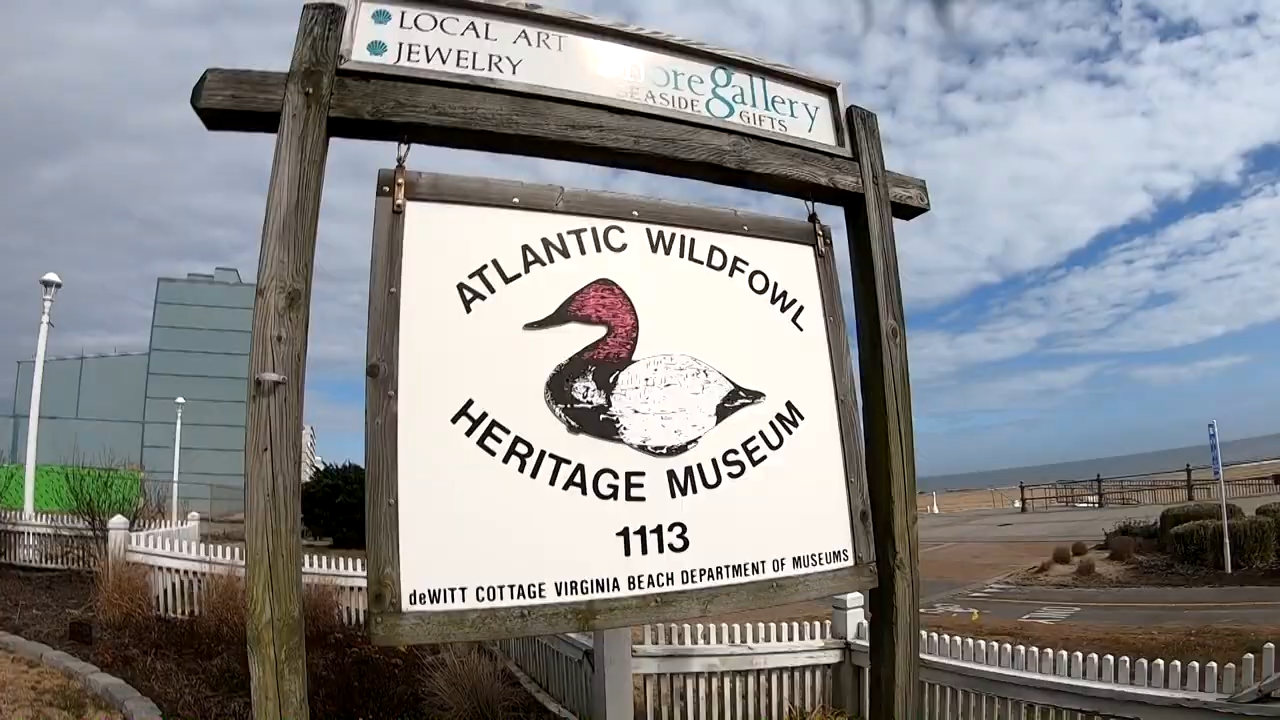 LOCAL ART
JEWELRY
gallery
SEASIDE GIFTS
ATLANTIC WILDFOWL
HERITAGE MUSEUM
1113
deWITT COTTAGE VIRGINIA BEACH DEPARTMENT OF MUSEUMS